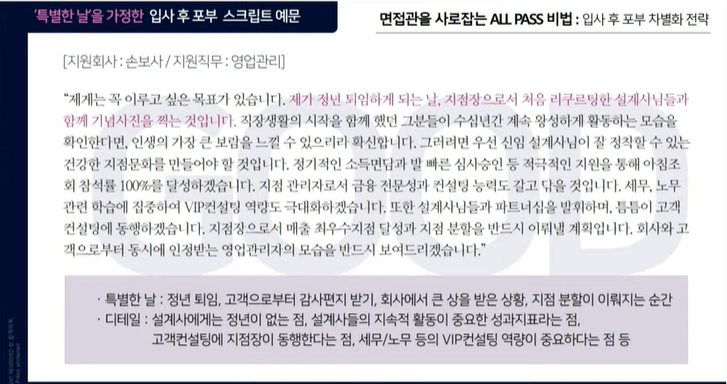 '특별한 날'을 가정한 입사 후 포부 스크립트 예문
면접관을 사로잡는 ALL PASS 비법 : 입사 후 포부 차별화 전략
[지원회사 : 손보사 / 지원직무 : 영업관리]
"제게는 꼭 이루고 싶은 목표가 있습니다. 제가 정년 퇴임하게 되는 날, 지점장으로서 처음 리쿠르팅한 설계사님들과
함께 기념사진을 찍는 것입니다. 직장생활의 시작을 함께 했던 그분들이 수십년간 계속 왕성하게 활동하는 모습을
확인한다면, 인생의 가장 큰 보람을 느낄 수 있으리라 확신합니다. 그러려면 우선 신임 설계사님이 잘 정착할 수 있는
건강한 지점문화를 만들어야 할 것입니다. 정기적인 소득면담과 발 빠른 심사승인 등 적극적인 지원을 통해 아침조
회 참석률 100%를 달성하겠습니다. 지점 관리자로서 금융 전문성과 컨설팅 능력도 갈고 닦을 것입니다. 세무, 노무
관련 학습에 집중하여 VIP컨설팅 역량도 극대화하겠습니다. 또한 설계사님들과 파트너십을 발휘하며, 틈틈이 고객
컨설팅에 동행하겠습니다. 지점장으로서 매출 최우수지점 달성과 지점 분할을 반드시 이뤄낼 계획입니다. 회사와 고
객으로부터 동시에 인정받는 영업관리자의 모습을 반드시 보여드리겠습니다."
GOOD
· 특별한 날 : 정년 퇴임, 고객으로부터 감사편지 받기, 회사에서 큰 상을 받은 상황, 지점 분할이 이뤄지는 순간
· 디테일 : 설계사에게는 정년이 없는 점, 설계사들의 지속적 활동이 중요한 성과지표라는 점,
고객컨설팅에 지점장이 동행한다는 점, 세무/노무 등의 VIP컨설팅 역량이 중요하다는 점 등